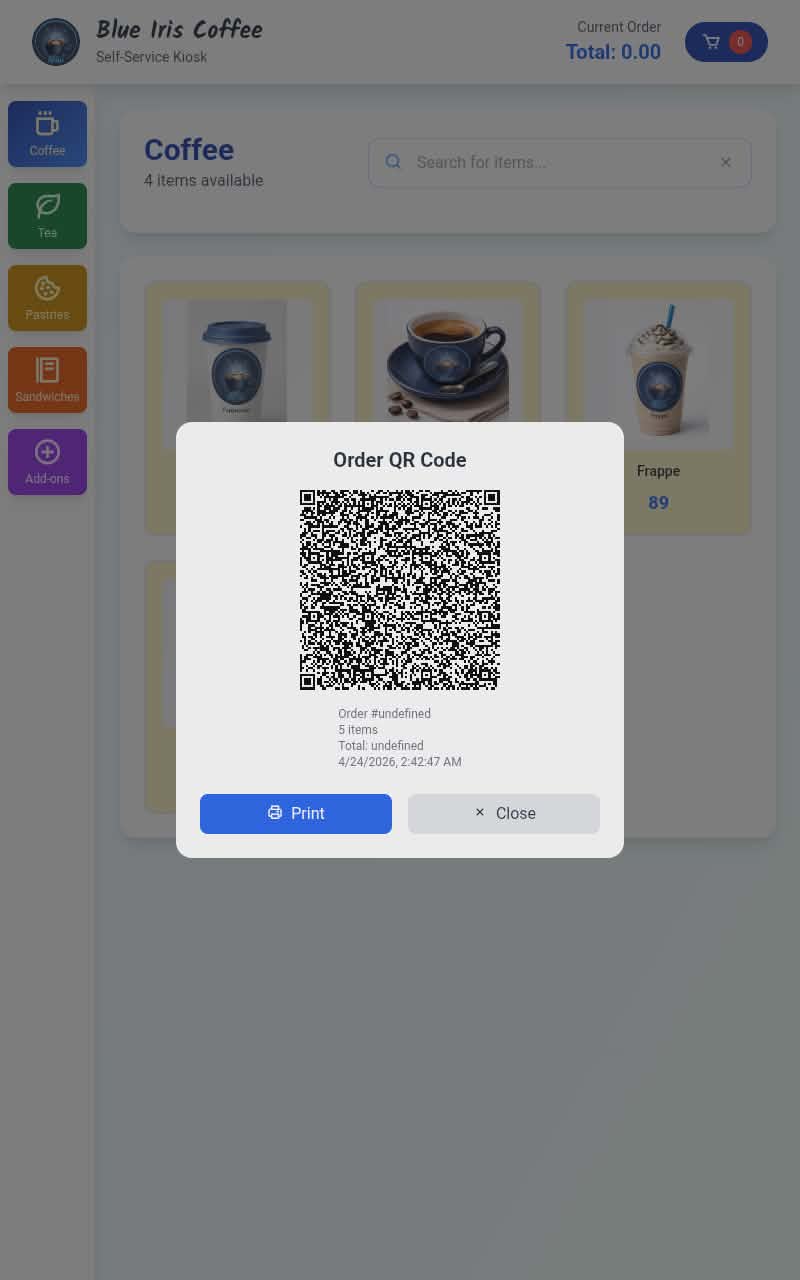 Blue Iris Coffee
Self-Service Kiosk
Current Order
Total: 0.00
0
Coffee
Tea
Pastries
Sandwiches
Add-ons
Coffee
4 items available
Search for items...
Frappe
89
Order QR Code
Order #undefined
5 items
Total: undefined
4/24/2026, 2:42:47 AM
Print
Close